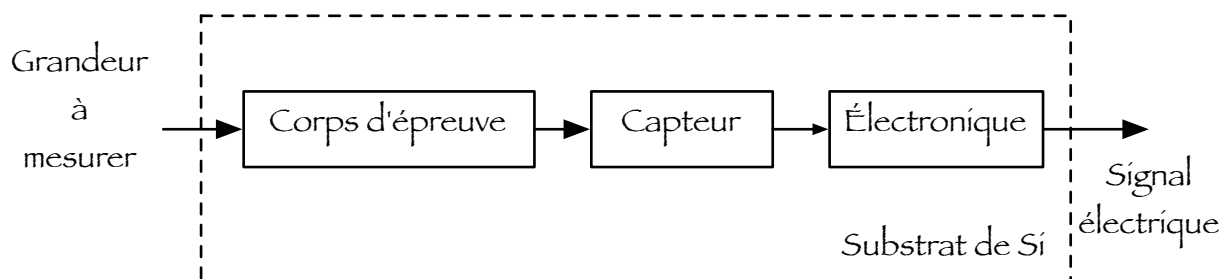 Grandeur
à
mesurer
Corps d'épreuve
Capteur
Électronique
Signal
électrique
Substrat de Si